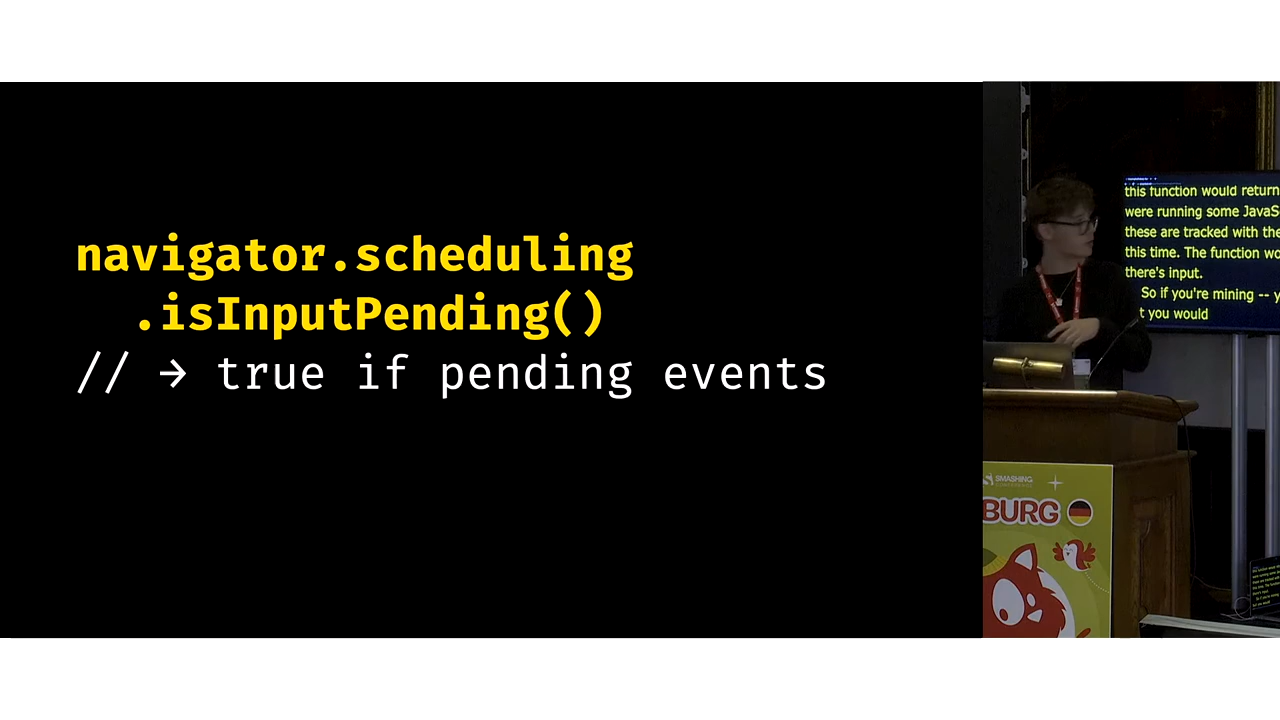 navigator.scheduling
.isInputPending()
// → true if pending events
this function would return
were running some JavaS
these are tracked with the
this time. The function wo
there's input.
So if you're mining -- y
t you would
SMASHING
CONFERENCE
BURG